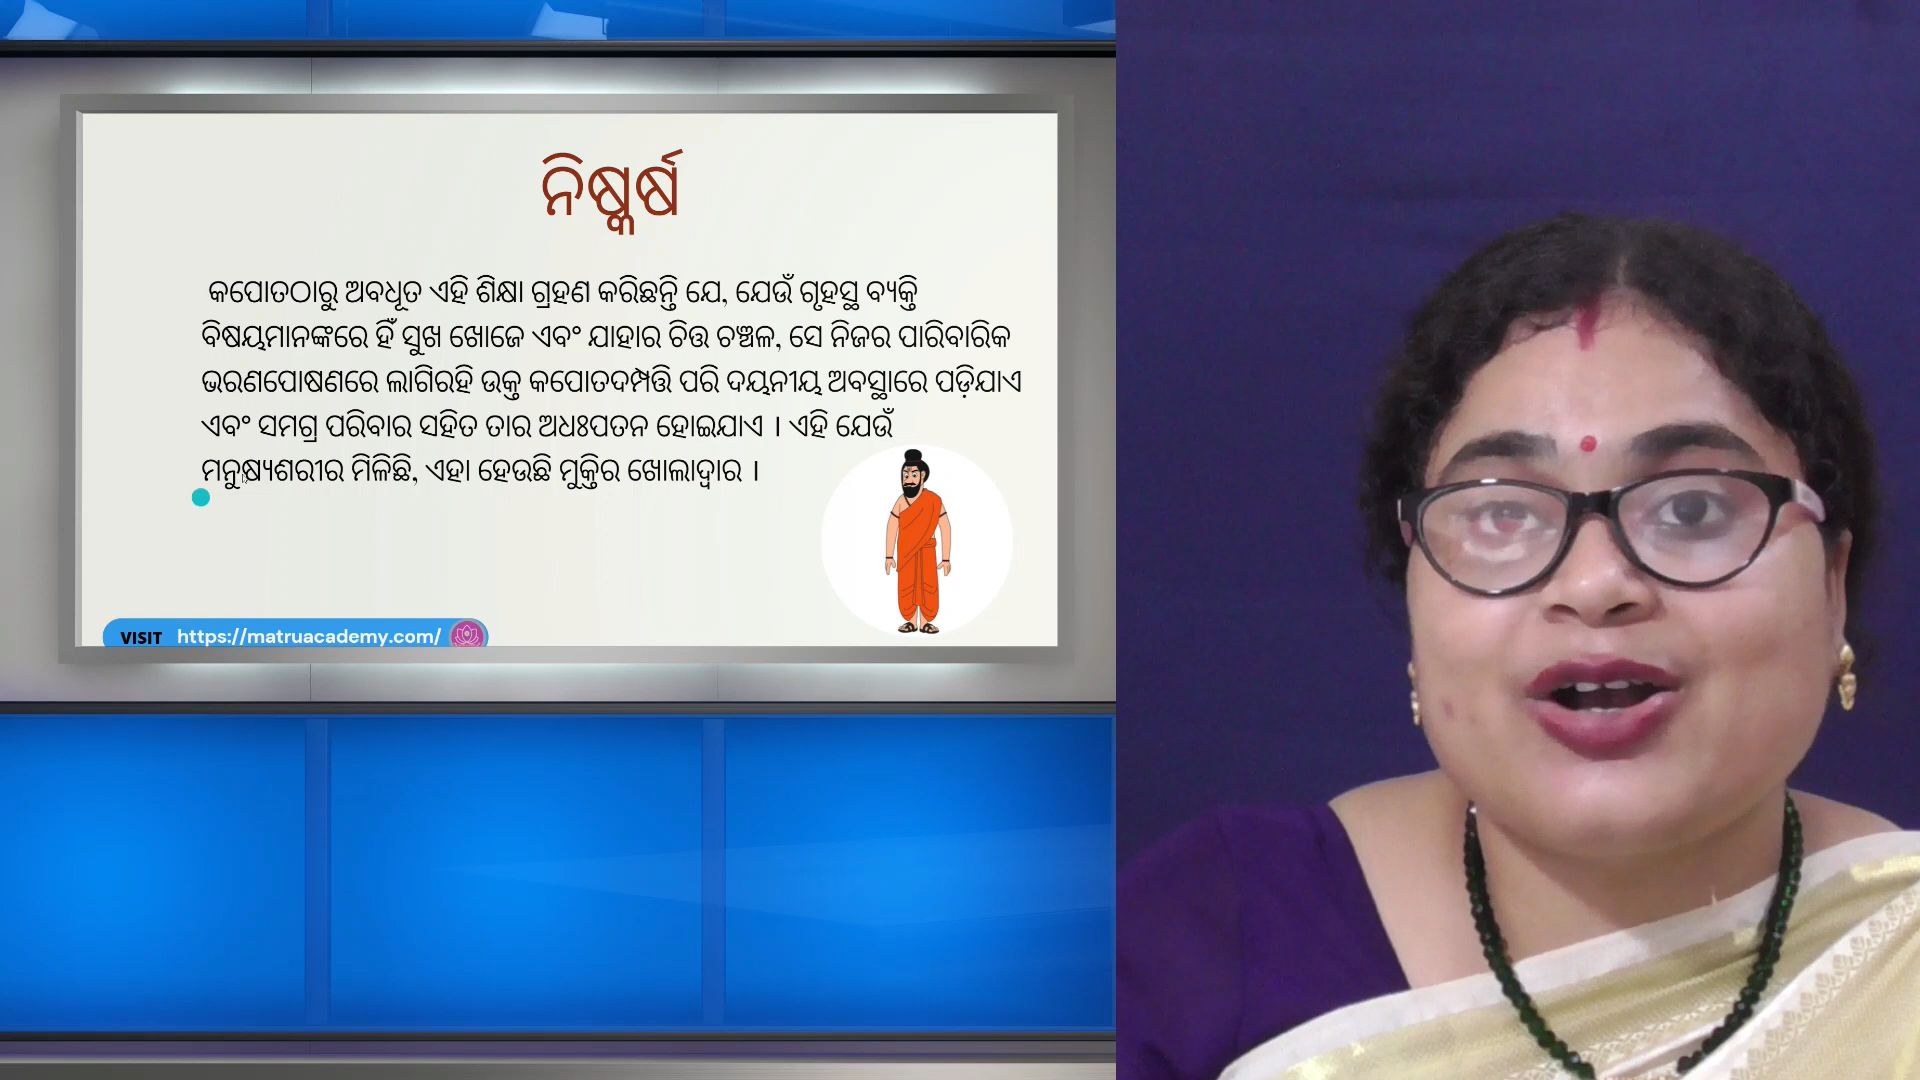 ନିଷ୍କର୍ଷ
କପୋତଠାରୁ ଅବଧୂତ ଏହି ଶିକ୍ଷା ଗ୍ରହଣ କରିଛନ୍ତି ଯେ, ଯେଉଁ ଗୃହସ୍ଥ ବ୍ୟକ୍ତି
ବିଷୟମାନଙ୍କରେ ହିଁ ସୁଖ ଖୋଜେ ଏବଂ ଯାହାର ଚିତ୍ତ ଚଞ୍ଚଳ, ସେ ନିଜର ପାରିବାରିକ
ଭରଣପୋଷଣରେ ଲାଗିରହି ଉକ୍ତ କପୋତଦମ୍ପତ୍ତି ପରି ଦୟନୀୟ ଅବସ୍ଥାରେ ପଡ଼ିଯାଏ
ଏବଂ ସମଗ୍ର ପରିବାର ସହିତ ତାର ଅଧଃପତନ ହୋଇଯାଏ । ଏହି ଯେଉଁ
ମନୁଷ୍ୟଶରୀର ମିଳିଛି, ଏହା ହେଉଛି ମୁକ୍ତିର ଖୋଲାଦ୍ୱାର ।
VISIT https://matruacademy.com/